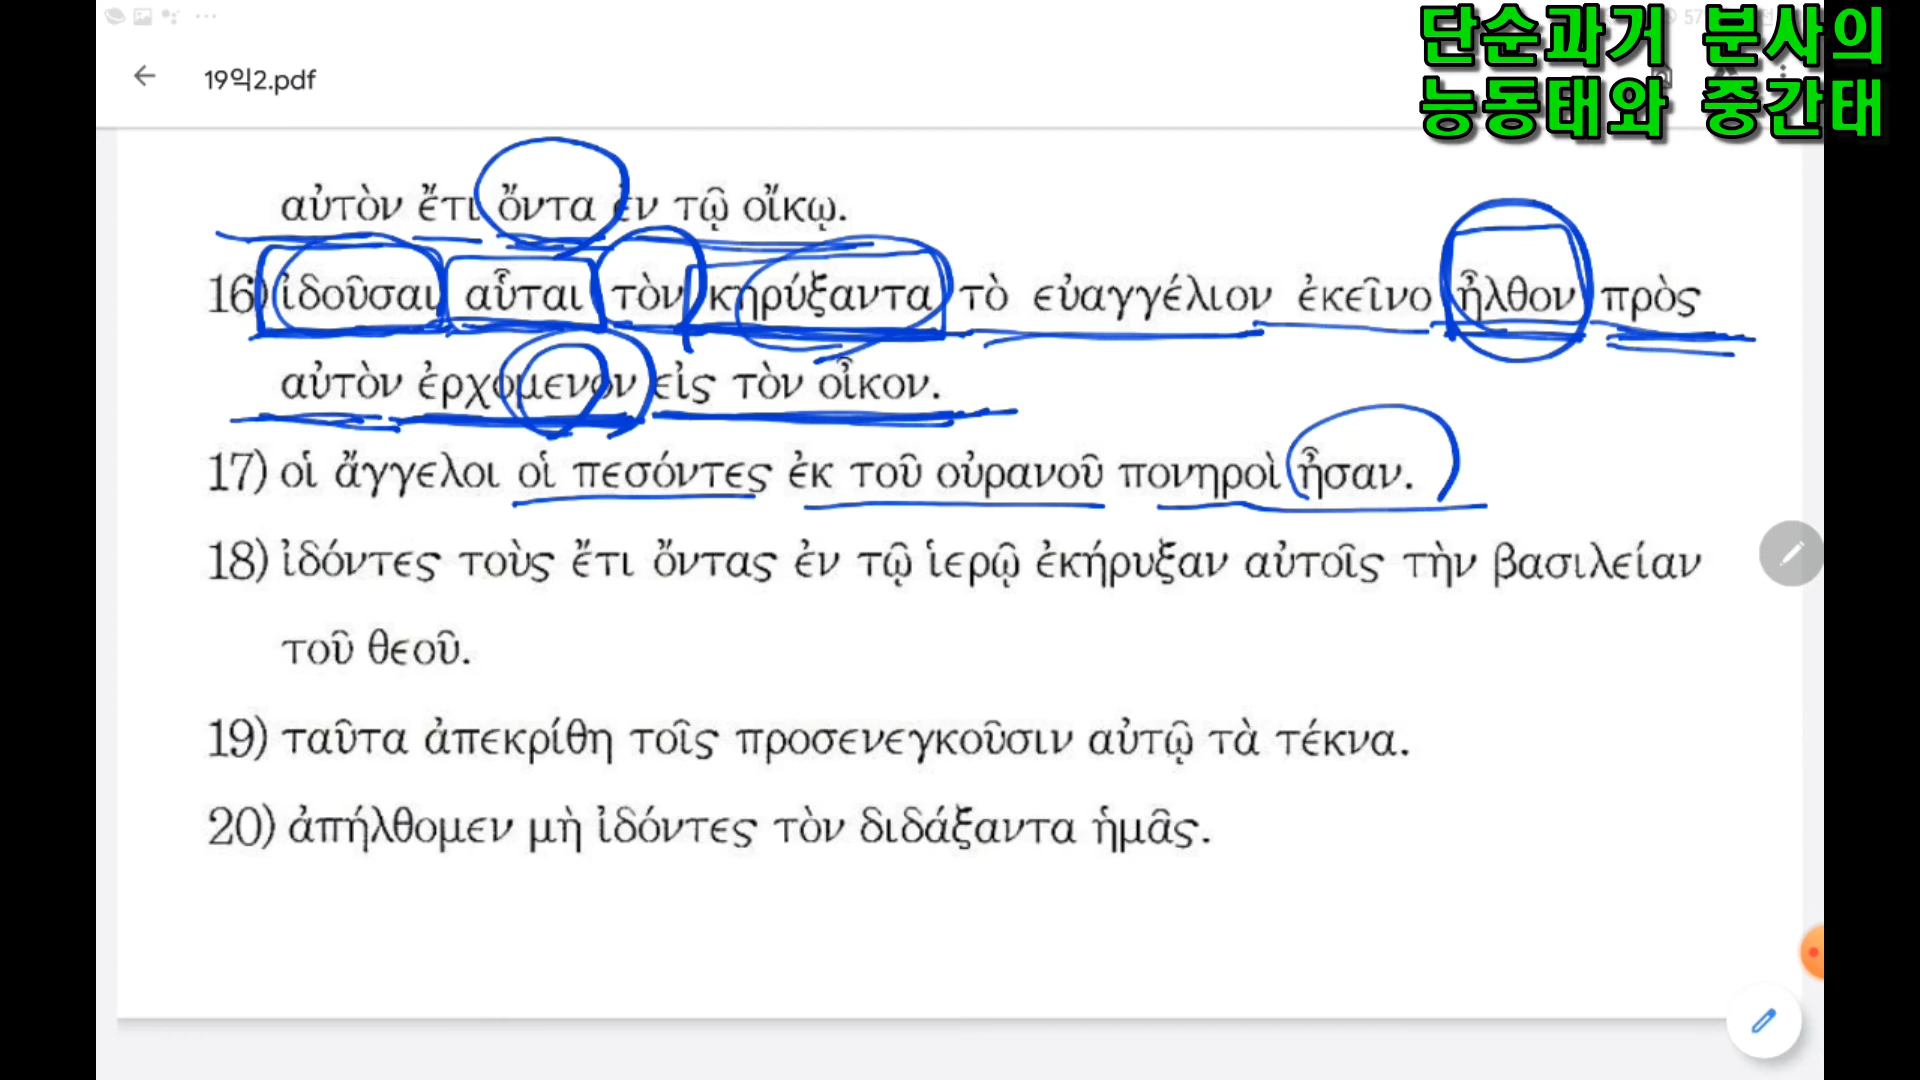 단순과거 분사의
능동태와 중간태
19익2.pdf
αὐτὸν ἔτι ὄντα ἐν τῷ οἴκῳ.
16) ἰδοῦσαι αὗται τὸν κηρύξαντα τὸ εὐαγγέλιον ἐκεῖνο ἦλθον πρὸς
αὐτὸν ἐρχομενον εἰς τὸν οἶκον.
17) οἱ ἄγγελοι οἱ πεσόντες ἐκ τοῦ οὐρανοῦ πονηροὶ ἦσαν.
18) ἰδόντες τοὺς ἔτι ὄντας ἐν τῷ ἱερῷ ἐκήρυξαν αὐτοῖς τὴν βασιλείαν
τοῦ θεοῦ.
19) ταῦτα ἀπεκρίθη τοῖς προσενεγκοῦσιν αὐτῷ τὰ τέκνα.
20) ἀπήλθομεν μὴ ἰδόντες τὸν διδάξαντα ἡμᾶς.